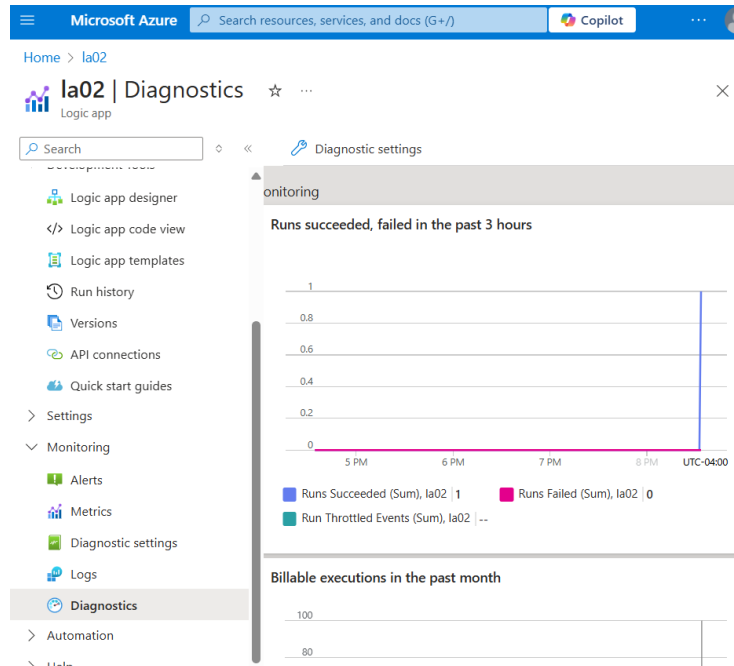 Microsoft Azure
Search resources, services, and docs (G+/)
Copilot
Home > la02
la02 | Diagnostics
Logic app
Search
Diagnostic settings
Development Tools
Logic app designer
Logic app code view
Logic app templates
Run history
Versions
API connections
Quick start guides
Settings
Monitoring
Alerts
Metrics
Diagnostic settings
Logs
Diagnostics
Automation
Help
onitoring
Runs succeeded, failed in the past 3 hours
1
0.8
0.6
0.4
0.2
0
5 PM 6 PM 7 PM 8 PM UTC-04:00
Runs Succeeded (Sum), la02 | 1 Runs Failed (Sum), la02 | 0
Run Throttled Events (Sum), la02 | --
Billable executions in the past month
100
80